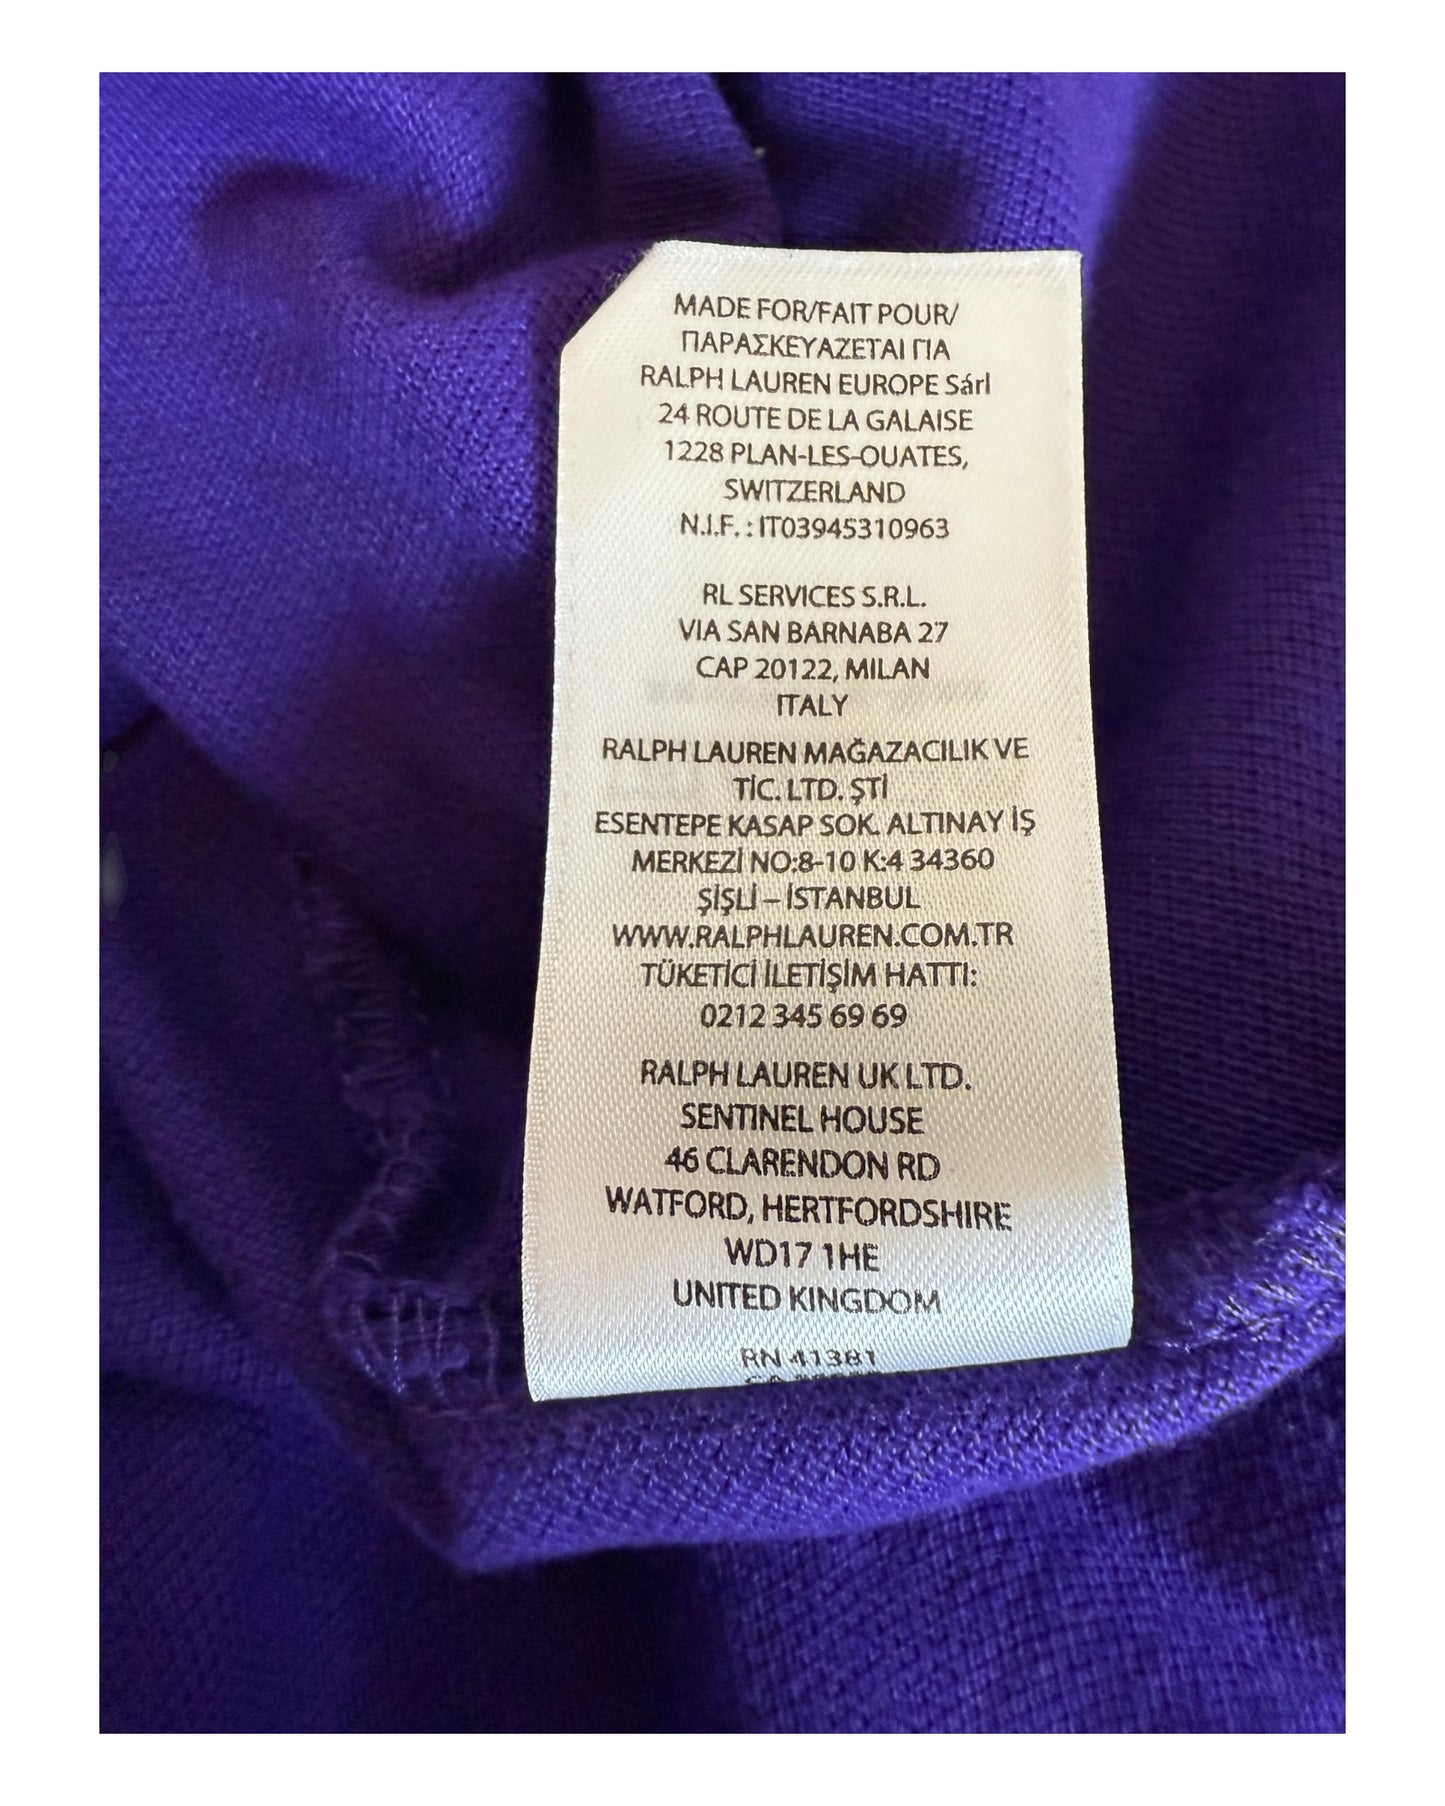 MADE FOR/FAIT POUR/
ΠΑΡΑΣΚΕΥΑΖΕΤΑΙ ΓΙΑ
RALPH LAUREN EUROPE Sárl
24 ROUTE DE LA GALAISE
1228 PLAN-LES-OUATES,
SWITZERLAND
N.I.F. : IT03945310963
RL SERVICES S.R.L.
VIA SAN BARNABA 27
CAP 20122, MILAN
ITALY
RALPH LAUREN MAĞAZACILIK VE
TİC. LTD. ŞTİ
ESENTEPE KASAP SOK. ALTINAY İŞ
MERKEZİ NO:8-10 K:4 34360
ŞİŞLİ – İSTANBUL
WWW.RALPHLAUREN.COM.TR
TÜKETİCİ İLETİŞİM HATTI:
0212 345 69 69
RALPH LAUREN UK LTD.
SENTINEL HOUSE
46 CLARENDON RD
WATFORD, HERTFORDSHIRE
WD17 1HE
UNITED KINGDOM
RN 41381